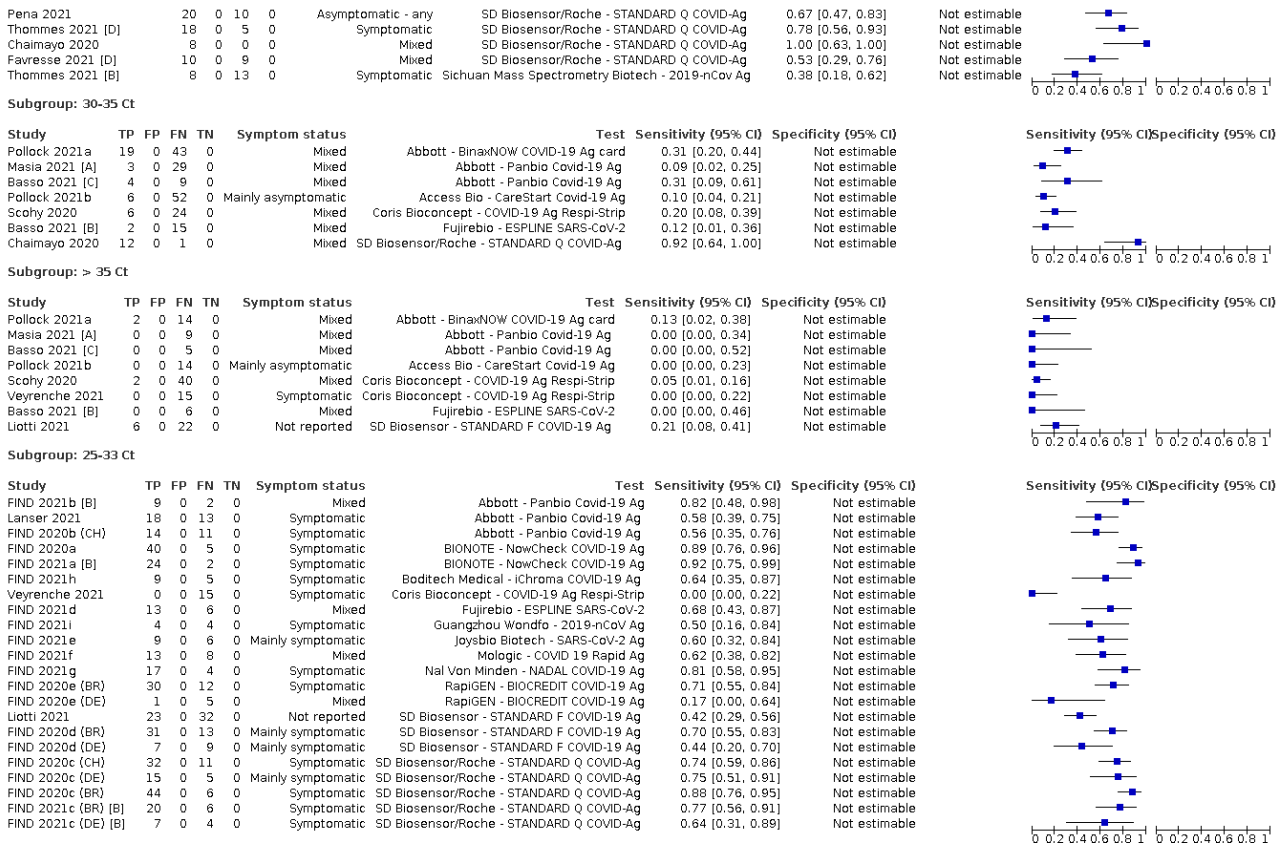 Pena 2021 20 0 10 0 Asymptomatic - any SD Biosensor/Roche - STANDARD Q COVID-Ag 0.67 [0.47, 0.83] Not estimable
Thommes 2021 [D] 18 0 5 0 Symptomatic SD Biosensor/Roche - STANDARD Q COVID-Ag 0.78 [0.56, 0.93] Not estimable
Chaimayo 2020 8 0 0 0 Mixed SD Biosensor/Roche - STANDARD Q COVID-Ag 1.00 [0.63, 1.00] Not estimable
Favresse 2021 [D] 10 0 9 0 Mixed SD Biosensor/Roche - STANDARD Q COVID-Ag 0.53 [0.29, 0.76] Not estimable
Thommes 2021 [B] 8 0 13 0 Symptomatic Sichuan Mass Spectrometry Biotech - 2019-nCov Ag 0.38 [0.18, 0.62] Not estimable
0 0.2 0.4 0.6 0.8 1 0 0.2 0.4 0.6 0.8 1
Subgroup: 30-35 Ct
Study TP FP FN TN Symptom status Test Sensitivity (95% CI) Specificity (95% CI) Sensitivity (95% CI) Specificity (95% CI)
Pollock 2021a 19 0 43 0 Mixed Abbott - BinaxNOW COVID-19 Ag card 0.31 [0.20, 0.44] Not estimable
Masia 2021 [A] 3 0 29 0 Mixed Abbott - Panbio Covid-19 Ag 0.09 [0.02, 0.25] Not estimable
Basso 2021 [C] 4 0 9 0 Mixed Abbott - Panbio Covid-19 Ag 0.31 [0.09, 0.61] Not estimable
Pollock 2021b 6 0 52 0 Mainly asymptomatic Access Bio - CareStart Covid-19 Ag 0.10 [0.04, 0.21] Not estimable
Scohy 2020 6 0 24 0 Mixed Coris Bioconcept - COVID-19 Ag Respi-Strip 0.20 [0.08, 0.39] Not estimable
Basso 2021 [B] 2 0 15 0 Mixed Fujirebio - ESPLINE SARS-CoV-2 0.12 [0.01, 0.36] Not estimable
Chaimayo 2020 12 0 1 0 Mixed SD Biosensor/Roche - STANDARD Q COVID-Ag 0.92 [0.64, 1.00] Not estimable
0 0.2 0.4 0.6 0.8 1 0 0.2 0.4 0.6 0.8 1
Subgroup: > 35 Ct
Study TP FP FN TN Symptom status Test Sensitivity (95% CI) Specificity (95% CI) Sensitivity (95% CI) Specificity (95% CI)
Pollock 2021a 2 0 14 0 Mixed Abbott - BinaxNOW COVID-19 Ag card 0.13 [0.02, 0.38] Not estimable
Masia 2021 [A] 0 0 9 0 Mixed Abbott - Panbio Covid-19 Ag 0.00 [0.00, 0.34] Not estimable
Basso 2021 [C] 0 0 5 0 Mixed Abbott - Panbio Covid-19 Ag 0.00 [0.00, 0.52] Not estimable
Pollock 2021b 0 0 14 0 Mainly asymptomatic Access Bio - CareStart Covid-19 Ag 0.00 [0.00, 0.23] Not estimable
Scohy 2020 2 0 40 0 Mixed Coris Bioconcept - COVID-19 Ag Respi-Strip 0.05 [0.01, 0.16] Not estimable
Veyrenche 2021 0 0 15 0 Symptomatic Coris Bioconcept - COVID-19 Ag Respi-Strip 0.00 [0.00, 0.22] Not estimable
Basso 2021 [B] 0 0 6 0 Mixed Fujirebio - ESPLINE SARS-CoV-2 0.00 [0.00, 0.46] Not estimable
Liotti 2021 6 0 22 0 Not reported SD Biosensor - STANDARD F COVID-19 Ag 0.21 [0.08, 0.41] Not estimable
0 0.2 0.4 0.6 0.8 1 0 0.2 0.4 0.6 0.8 1
Subgroup: 25-33 Ct
Study TP FP FN TN Symptom status Test Sensitivity (95% CI) Specificity (95% CI) Sensitivity (95% CI) Specificity (95% CI)
FIND 2021b [B] 9 0 2 0 Mixed Abbott - Panbio Covid-19 Ag 0.82 [0.48, 0.98] Not estimable
Lanser 2021 18 0 13 0 Symptomatic Abbott - Panbio Covid-19 Ag 0.58 [0.39, 0.75] Not estimable
FIND 2020b (CH) 14 0 11 0 Symptomatic Abbott - Panbio Covid-19 Ag 0.56 [0.35, 0.76] Not estimable
FIND 2020a 40 0 5 0 Symptomatic BIONOTE - NowCheck COVID-19 Ag 0.89 [0.76, 0.96] Not estimable
FIND 2021a [B] 24 0 2 0 Symptomatic BIONOTE - NowCheck COVID-19 Ag 0.92 [0.75, 0.99] Not estimable
FIND 2021h 9 0 5 0 Symptomatic Boditech Medical - iChroma COVID-19 Ag 0.64 [0.35, 0.87] Not estimable
Veyrenche 2021 0 0 15 0 Symptomatic Coris Bioconcept - COVID-19 Ag Respi-Strip 0.00 [0.00, 0.22] Not estimable
FIND 2021d 13 0 6 0 Mixed Fujirebio - ESPLINE SARS-CoV-2 0.68 [0.43, 0.87] Not estimable
FIND 2021i 4 0 4 0 Symptomatic Guangzhou Wondfo - 2019-nCoV 0.50 [0.16, 0.84] Not estimable
FIND 2021e 9 0 6 0 Mainly symptomatic Joysbio Biotech - SARS-CoV-2 Ag 0.60 [0.32, 0.84] Not estimable
FIND 2021f 13 0 8 0 Mixed Mologic - COVID 19 Rapid Ag 0.62 [0.38, 0.82] Not estimable
FIND 2021g 17 0 4 0 Symptomatic Nal Von Minden - NADAL COVID-19 Ag 0.81 [0.58, 0.95] Not estimable
FIND 2020e (BR) 30 0 12 0 Symptomatic RapiGEN - BIOCREDIT COVID-19 Ag 0.71 [0.55, 0.84] Not estimable
FIND 2020e (DE) 1 0 5 0 Mixed RapiGEN - BIOCREDIT COVID-19 Ag 0.17 [0.00, 0.64] Not estimable
Liotti 2021 23 0 32 0 Not reported SD Biosensor - STANDARD F COVID-19 Ag 0.42 [0.29, 0.56] Not estimable
FIND 2020d (BR) 31 0 13 0 Mainly symptomatic SD Biosensor - STANDARD F COVID-19 Ag 0.70 [0.55, 0.83] Not estimable
FIND 2020d (DE) 7 0 9 0 Mainly symptomatic SD Biosensor - STANDARD F COVID-19 Ag 0.44 [0.20, 0.70] Not estimable
FIND 2020c (CH) 32 0 11 0 Symptomatic SD Biosensor/Roche - STANDARD Q COVID-Ag 0.74 [0.59, 0.86] Not estimable
FIND 2020c (DE) 15 0 5 0 Mainly symptomatic SD Biosensor/Roche - STANDARD Q COVID-Ag 0.75 [0.51, 0.91] Not estimable
FIND 2020c (BR) 44 0 6 0 Symptomatic SD Biosensor/Roche - STANDARD Q COVID-Ag 0.88 [0.76, 0.95] Not estimable
FIND 2021c (BR) [B] 20 0 6 0 Symptomatic SD Biosensor/Roche - STANDARD Q COVID-Ag 0.77 [0.56, 0.91] Not estimable
FIND 2021c (DE) [B] 7 0 4 0 Symptomatic SD Biosensor/Roche - STANDARD Q COVID-Ag 0.64 [0.31, 0.89] Not estimable
0 0.2 0.4 0.6 0.8 1 0 0.2 0.4 0.6 0.8 1